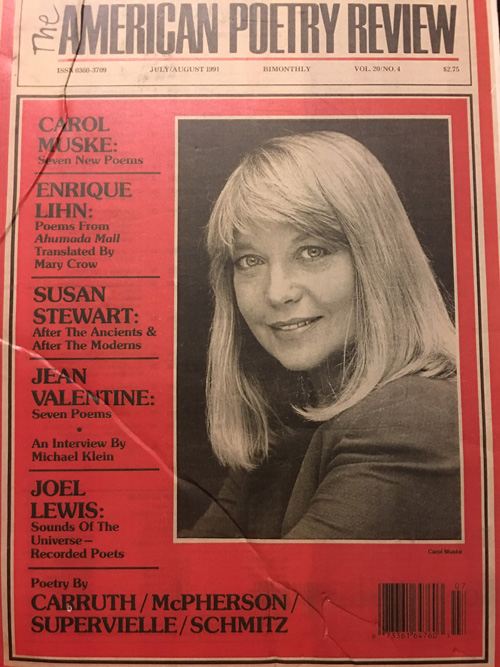 The AMERICAN POETRY REVIEW
ISSN 0360-3709 JULY/AUGUST 1991 BIMONTHLY VOL. 20/NO. 4 $2.75
CAROL
MUSKE:
Seven New Poems
ENRIQUE
LIHN:
Poems From
Ahumada Mall
Translated By
Mary Crow
SUSAN
STEWART:
After The Ancients &
After The Moderns
JEAN
VALENTINE:
Seven Poems
•
An Interview By
Michael Klein
JOEL
LEWIS:
Sounds Of The
Universe –
Recorded Poets
Carol Muske
Poetry By
CARRUTH / McPHERSON /
SUPERVIELLE / SCHMITZ
07